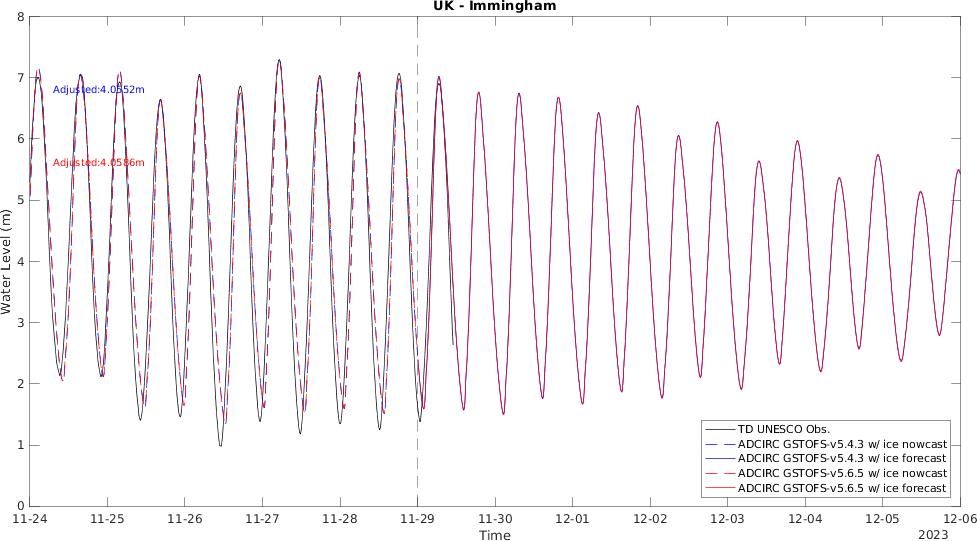 UK - Immingham
8
7
6
5
4
3
2
1
0
Water Level (m)
Adjusted:4.0552m
Adjusted:4.0586m
TD UNESCO Obs.
ADCIRC GSTOFS-v5.4.3 w/ ice nowcast
ADCIRC GSTOFS-v5.4.3 w/ ice forecast
ADCIRC GSTOFS-v5.6.5 w/ ice nowcast
ADCIRC GSTOFS-v5.6.5 w/ ice forecast
11-24 11-25 11-26 11-27 11-28 11-29 11-30 12-01 12-02 12-03 12-04 12-05 12-06
Time
2023